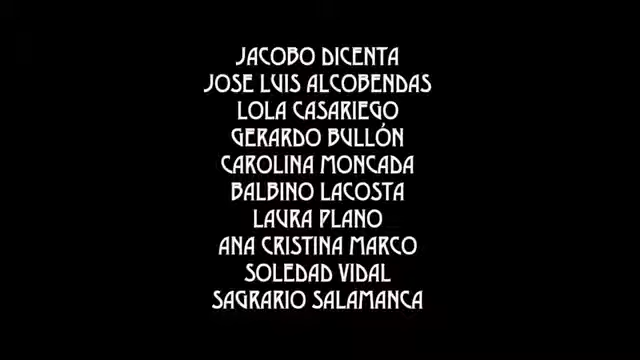 JACOBO DICENTA
JOSE LUIS ALCOBENDAS
LOLA CASARIEGO
GERARDO BULLÓN
CAROLINA MONCADA
BALBINO LACOSTA
LAURA PLANO
ANA CRISTINA MARCO
SOLEDAD VIDAL
SAGRARIO SALAMANCA